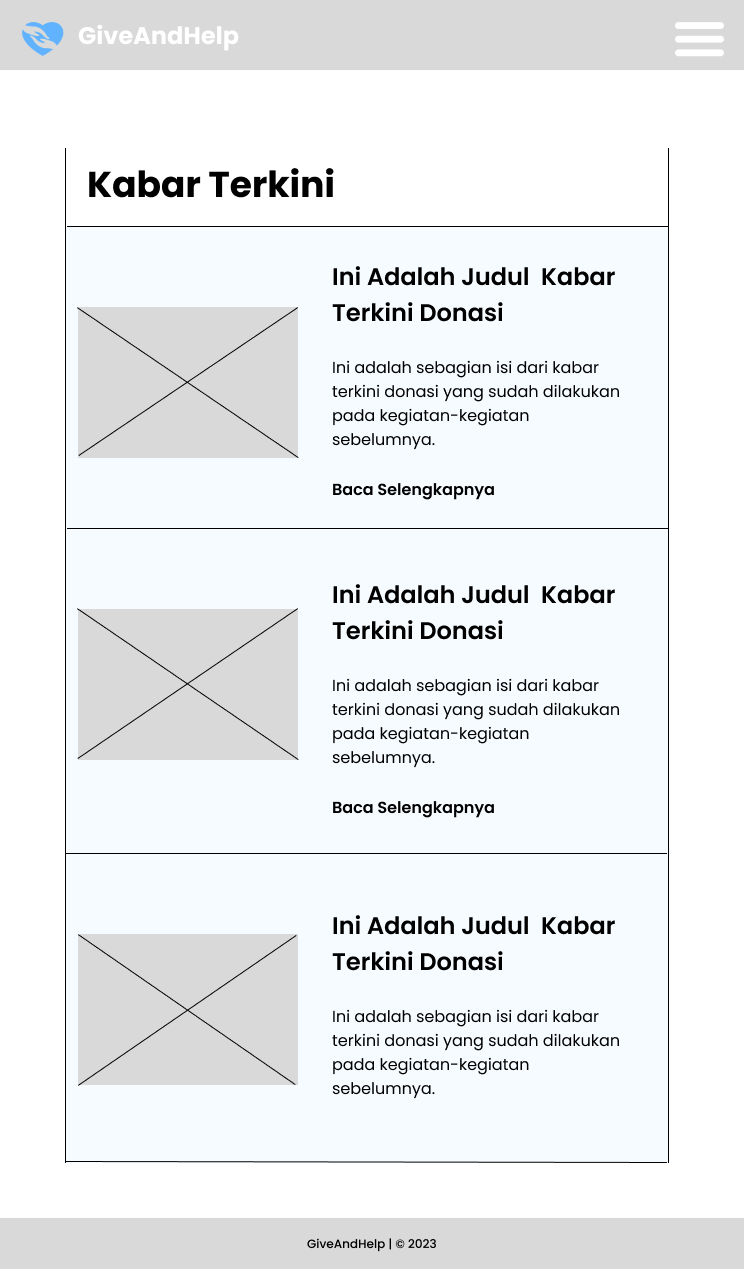 GiveAndHelp
Kabar Terkini
Ini Adalah Judul  Kabar
Terkini Donasi
Ini adalah sebagian isi dari kabar
terkini donasi yang sudah dilakukan
pada kegiatan-kegiatan
sebelumnya.
Baca Selengkapnya
Ini Adalah Judul  Kabar
Terkini Donasi
Ini adalah sebagian isi dari kabar
terkini donasi yang sudah dilakukan
pada kegiatan-kegiatan
sebelumnya.
Baca Selengkapnya
Ini Adalah Judul  Kabar
Terkini Donasi
Ini adalah sebagian isi dari kabar
terkini donasi yang sudah dilakukan
pada kegiatan-kegiatan
sebelumnya.
GiveAndHelp | © 2023